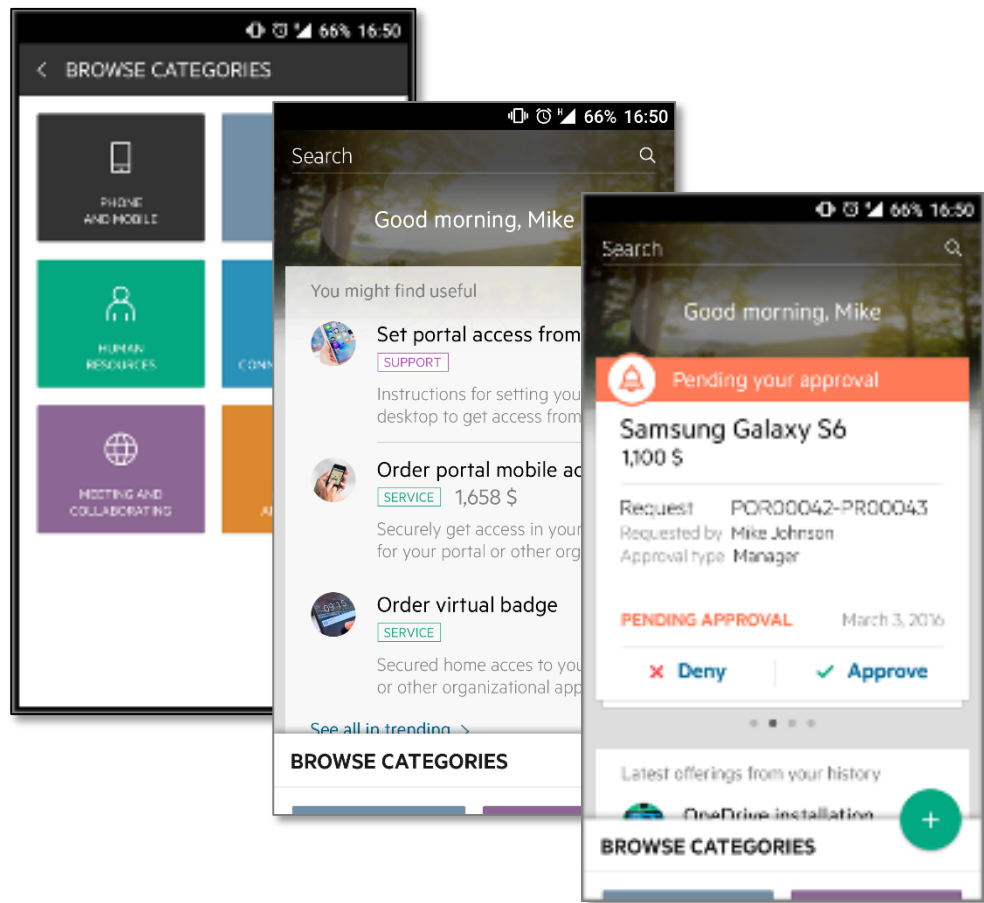 66% 16:50
BROWSE CATEGORIES
PHONE
AND MOBILE
HUMAN
RESOURCES
CONN
MEETING AND
COLLABORATING
A
H 66% 16:50
Search
Good morning, Mike
You might find useful
Set portal access from
SUPPORT
Instructions for setting you
desktop to get access from
Order portal mobile ac
SERVICE 1,658 $
Securely get access in your
for your portal or other org
09:15
Order virtual badge
SERVICE
Secured home acces to you
or other organizational app
See all in trending >
BROWSE CATEGORIES
66% 16:50
Search
Good morning, Mike
Pending your approval
Samsung Galaxy S6
1,100 $
Request POR00042-PR00043
Requested by Mike Johnson
Approval type Manager
PENDING APPROVAL March 3, 2016
Deny Approve
Latest offerings from your history
OneDrive installation
+
BROWSE CATEGORIES